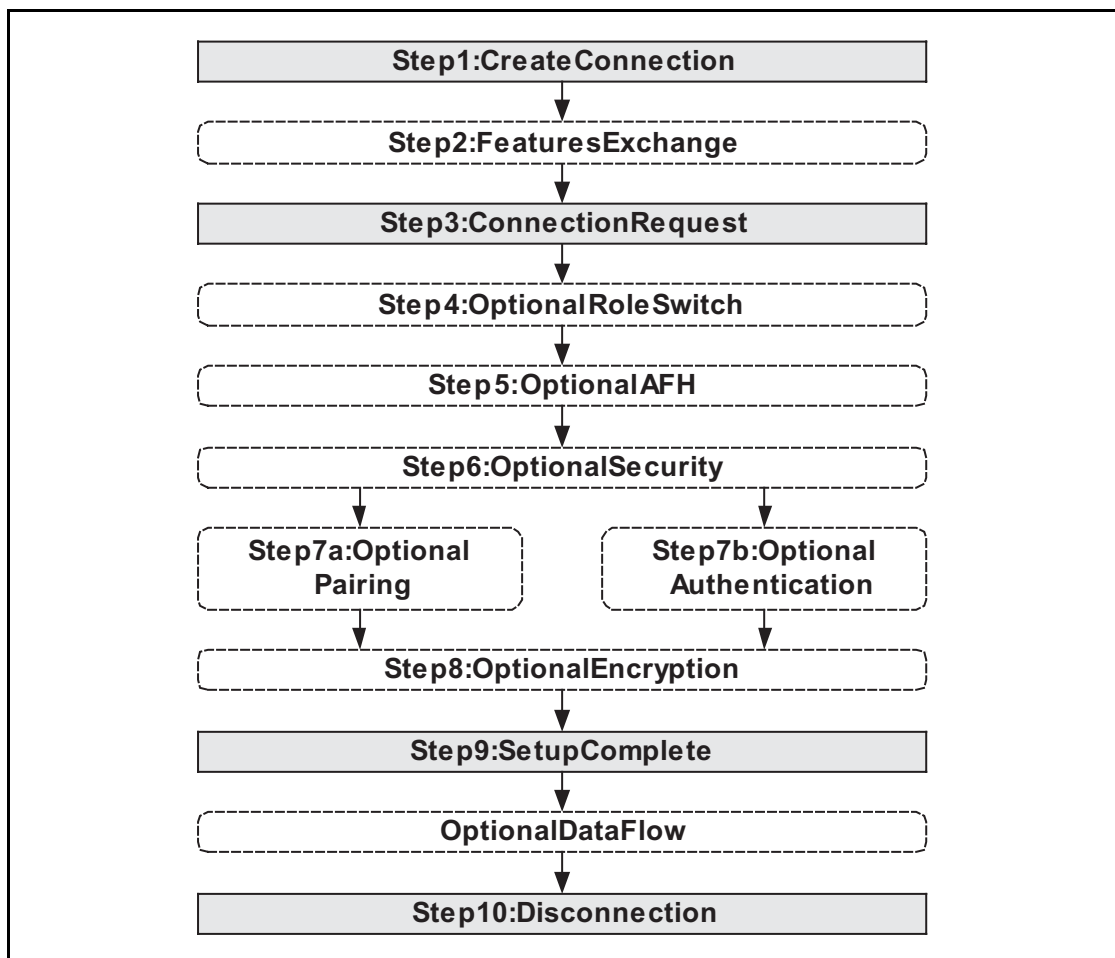 Step1:CreateConnection
Step2:FeaturesExchange
Step3:ConnectionRequest
Step4:OptionalRoleSwitch
Step5:OptionalAFH
Step6:OptionalSecurity
Step7a:Optional
Pairing
Step7b:Optional
Authentication
Step8:OptionalEncryption
Step9:SetupComplete
OptionalDataFlow
Step10:Disconnection